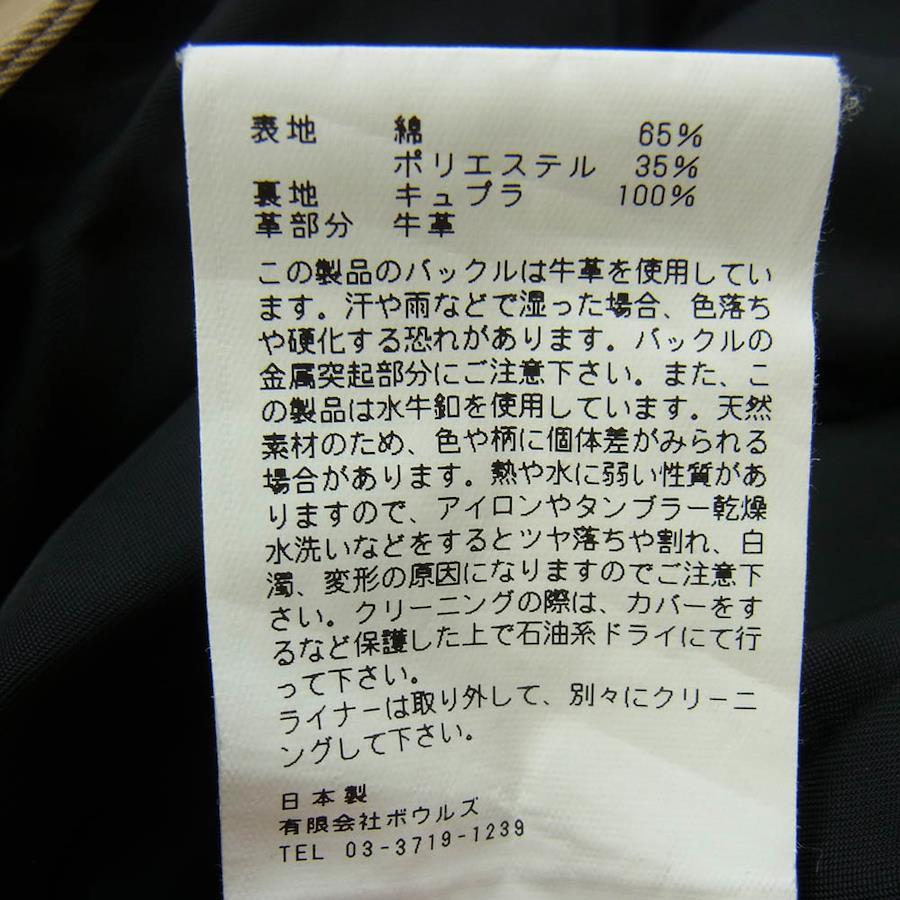 表地 綿 65%
ポリエステル 35%
裏地 キュプラ 100%
革部分 牛革
この製品のバックルは牛革を使用してい
ます。汗や雨などで湿った場合、色落ち
や硬化する恐れがあります。バックルの
金属突起部分にご注意下さい。また、こ
の製品は水牛釦を使用しています。天然
素材のため、色や柄に個体差がみられる
場合があります。熱や水に弱い性質があ
りますので、アイロンやタンブラー乾燥
水洗いなどをするとツヤ落ちや割れ、白
濁、変形の原因になりますのでご注意下
さい。クリーニングの際は、カバーをす
るなど保護した上で石油系ドライにて行
って下さい。
ライナーは取り外して、別々にクリーニ
ングして下さい。
日本製
有限会社ボウルズ
TEL 03-3719-1239